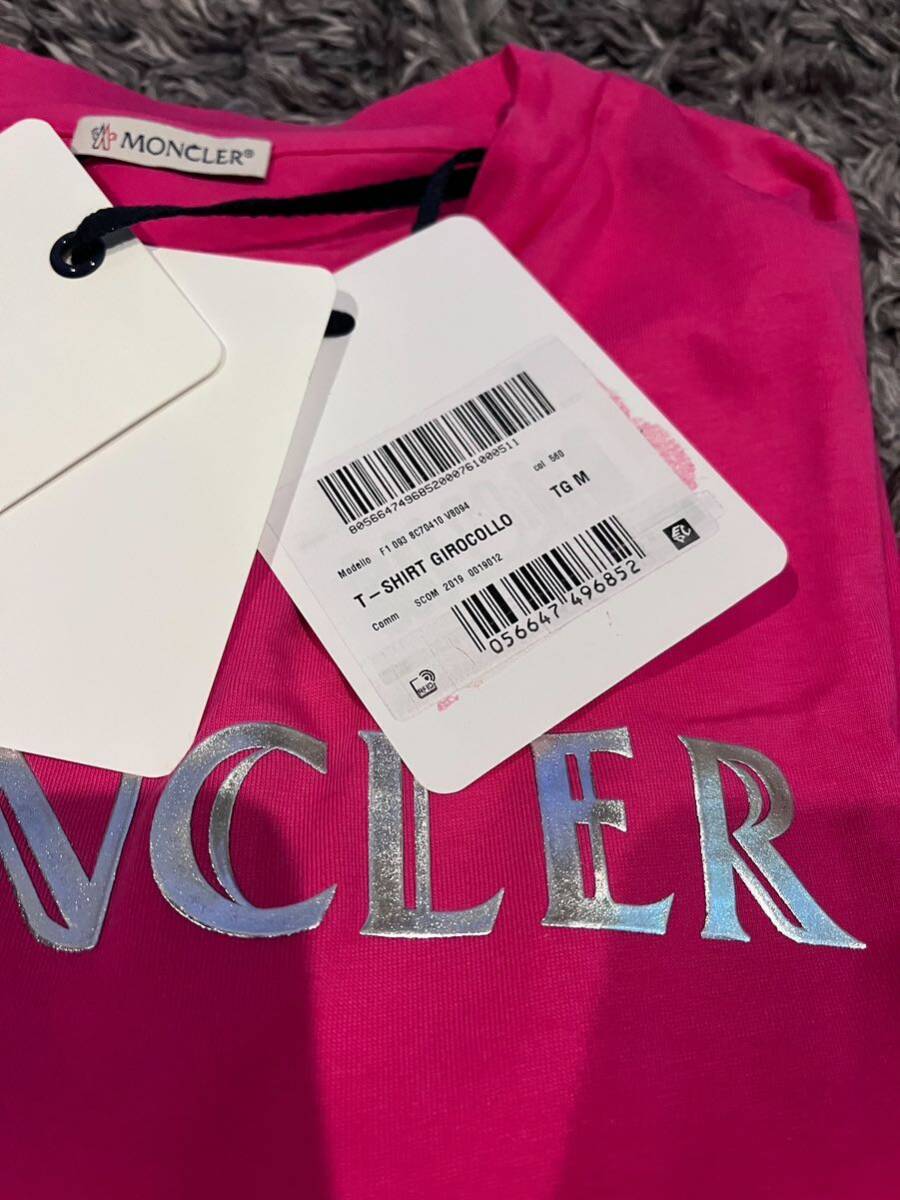 MONCLER®
8056647496852000761000511
Modello F1 093 8C70410 V8094 col 560
T-SHIRT GIROCOLLO TG M
Comm SCOM 2019 0019012
056647 496852
RFID
NCLER